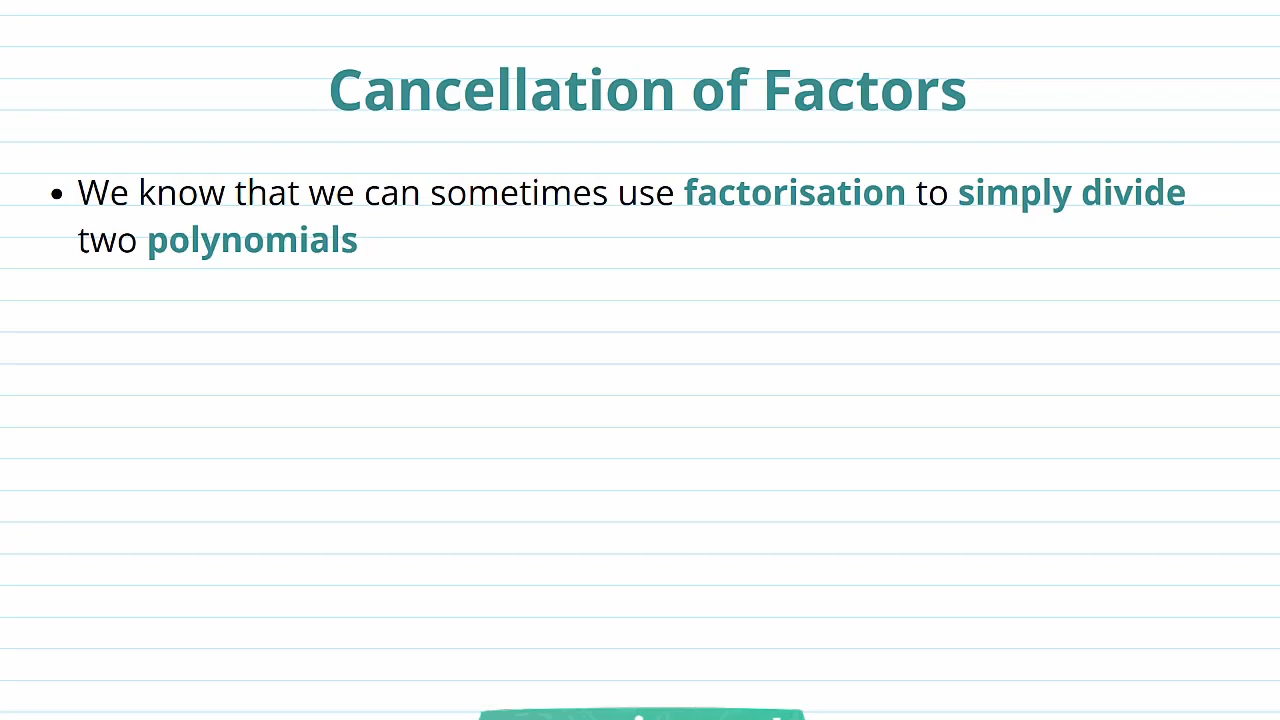 Cancellation of Factors
• We know that we can sometimes use factorisation to simply divide
two polynomials